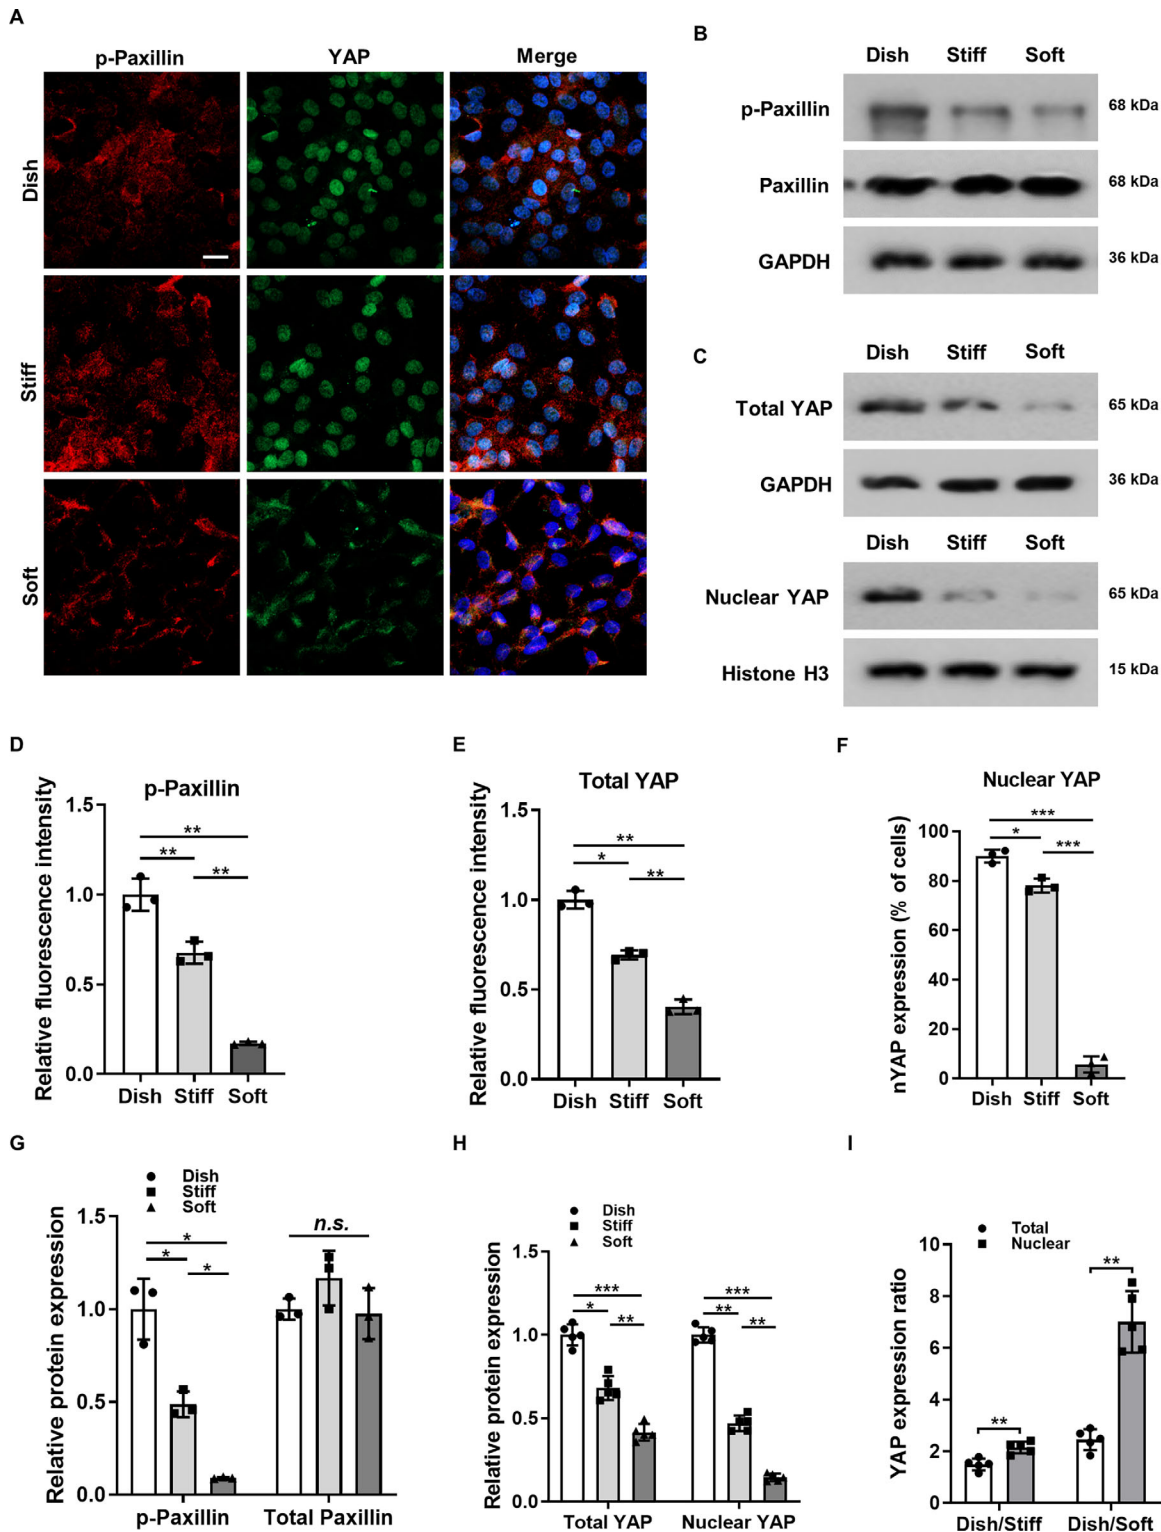 A
p-Paxillin YAP Merge
Dish
Stiff
Soft
B
Dish Stiff Soft
p-Paxillin 68 kDa
Paxillin 68 kDa
GAPDH 36 kDa
C
Dish Stiff Soft
Total YAP 65 kDa
GAPDH 36 kDa
Dish Stiff Soft
Nuclear YAP 65 kDa
Histone H3 15 kDa
D
p-Paxillin
Relative fluorescence intensity
1.5
1.0
0.5
0.0
** ** **
Dish Stiff Soft
E
Total YAP
Relative fluorescence intensity
1.5
1.0
0.5
0.0
** * **
Dish Stiff Soft
F
Nuclear YAP
nYAP expression (% of cells)
100
80
60
40
20
0
*** * ***
Dish Stiff Soft
G
Dish
Stiff
Soft
Relative protein expression
1.5
1.0
0.5
0.0
* * *
n.s.
p-Paxillin Total Paxillin
H
Dish
Stiff
Soft
Relative protein expression
1.5
1.0
0.5
0.0
*** * **
*** ** **
Total YAP Nuclear YAP
I
Total
Nuclear
YAP expression ratio
10
8
6
4
2
0
** **
Dish/Stiff Dish/Soft